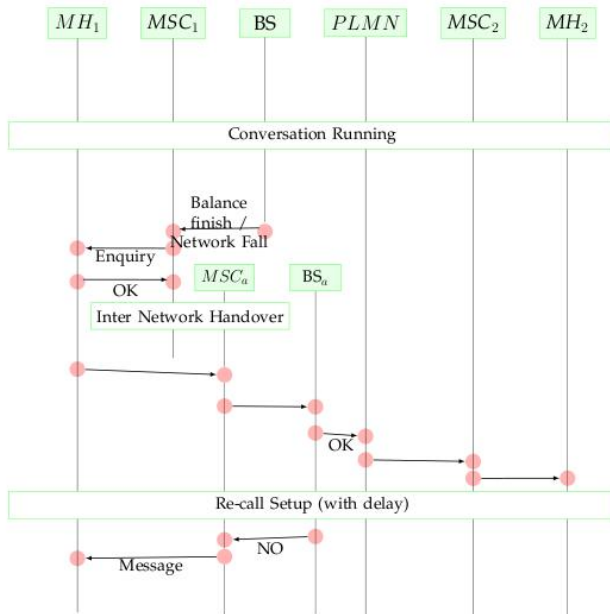 MH₁ MSC₁ BS PLMN MSC₂ MH₂
Conversation Running
Balance
finish /
Network Fall
Enquiry
OK
MSCₐ BSₐ
Inter Network Handover
OK
Re-call Setup (with delay)
NO
Message